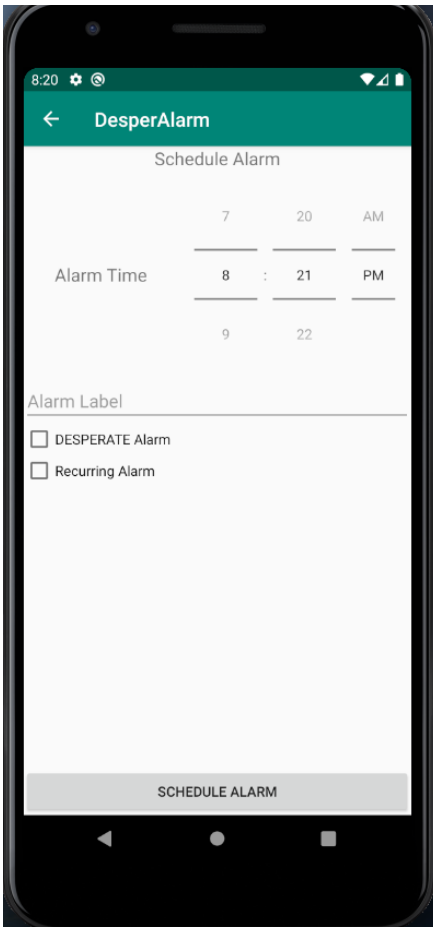 8:20
DesperAlarm
Schedule Alarm
7 20 AM
Alarm Time 8 : 21 PM
9 22
Alarm Label
DESPERATE Alarm
Recurring Alarm
SCHEDULE ALARM